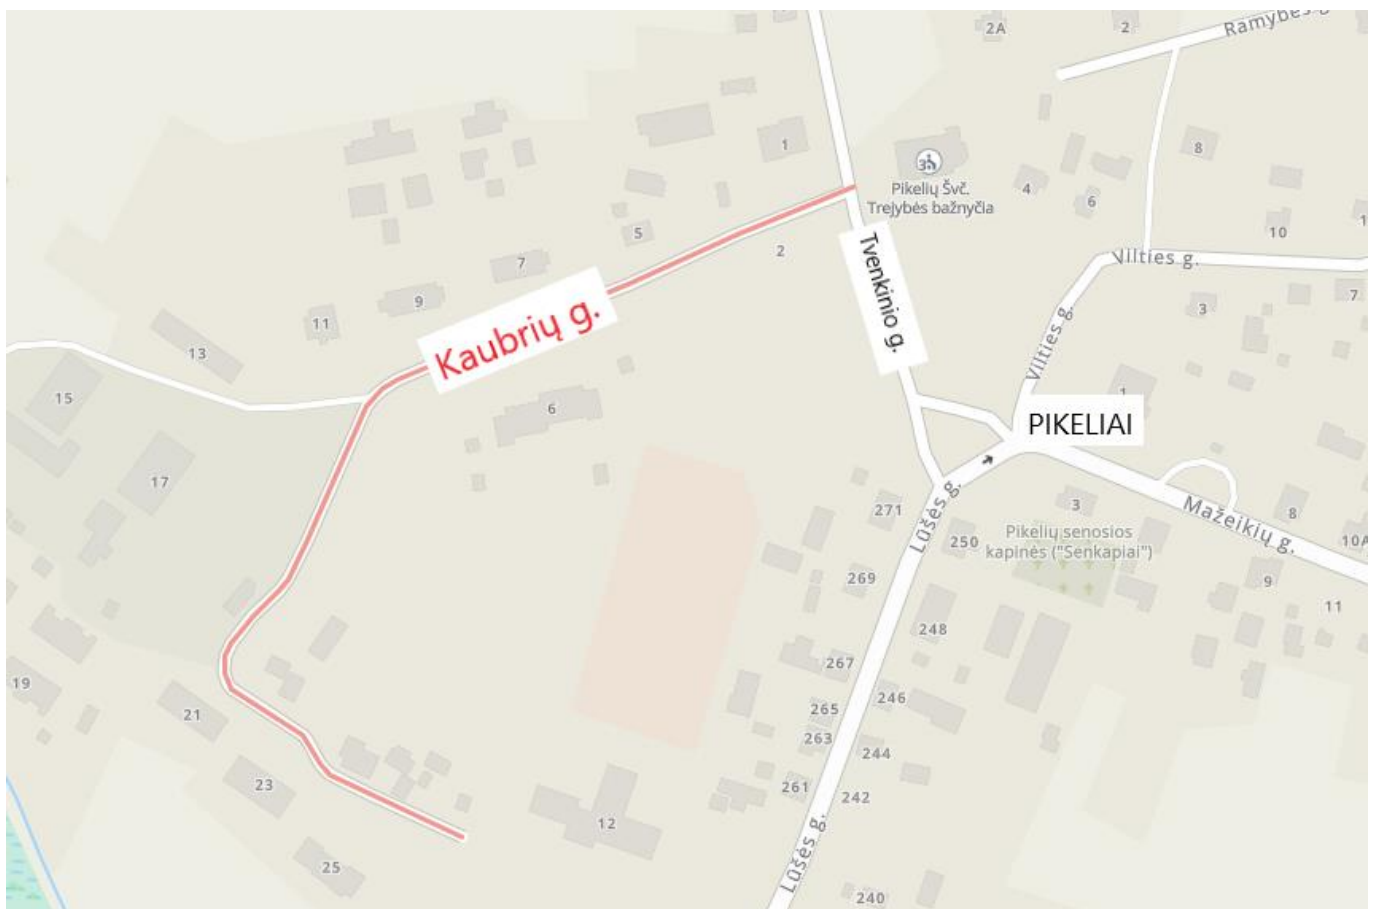 2A
2
Ramybės g.
1
3
8
Pikelių Švč.
Trejybės bažnyčia
4
6
5
2
10
1
7
Tvenkinio g.
Vilties g.
9
Kaubrių g.
3
7
11
Vilties g.
13
15
6
1
PIKELIAI
17
271
Lūšės g.
3
Mažeikių g.
8
250
Pikelių senosios
kapinės ("Senkapiai")
10A
269
9
11
248
267
19
246
21
265
263
244
23
261
242
12
Lūšės g.
25
240